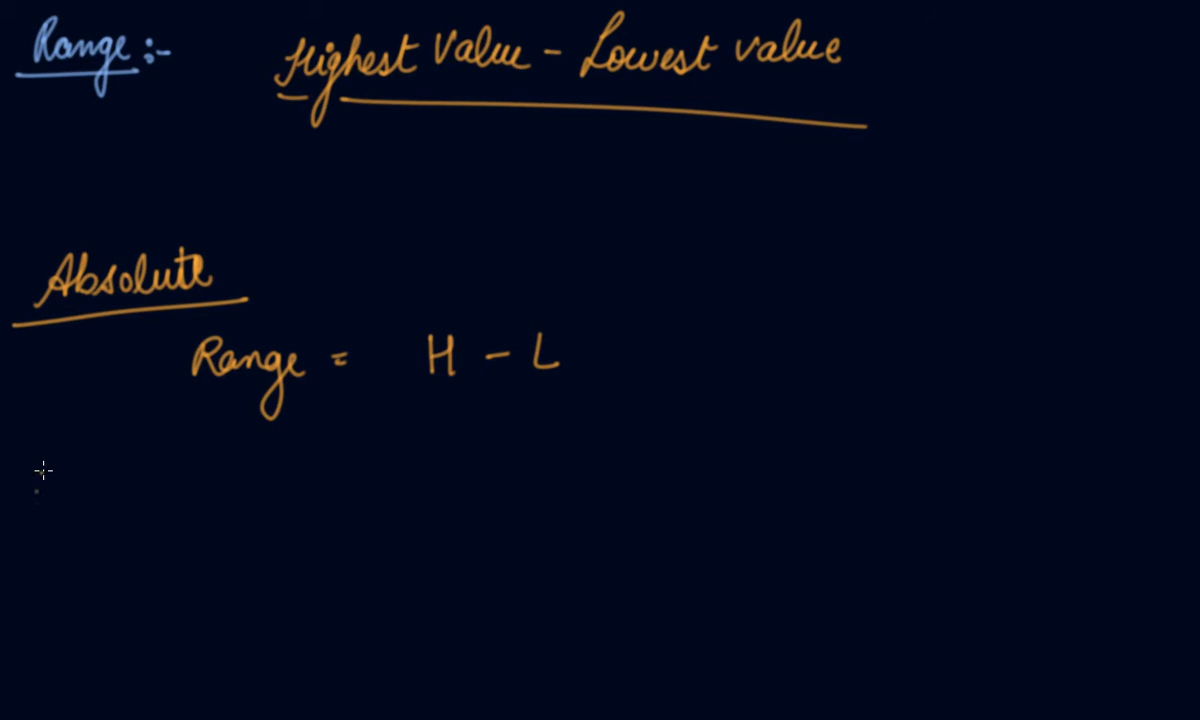 Range :- Highest Value - Lowest value
Absolute
Range = H - L